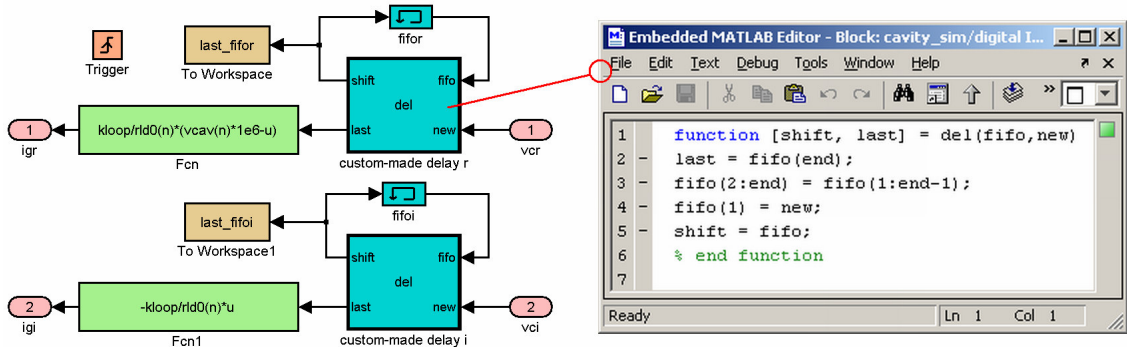 fifor
last_fifor
To Workspace
Trigger
shift
fifo
del
last
new
custom-made delay r
kloop/rld0(n)*(vcav(n)*1e6-u)
Fcn
1
igr
1
vcr
fifoi
last_fifoi
To Workspace1
shift
fifo
del
last
new
custom-made delay i
-kloop/rld0(n)*u
Fcn1
2
igi
2
vci
Embedded MATLAB Editor - Block: cavity_sim/digital I...
File Edit Text Debug Tools Window Help
»
1 function [shift, last] = del(fifo,new)
2 - last = fifo(end);
3 - fifo(2:end) = fifo(1:end-1);
4 - fifo(1) = new;
5 - shift = fifo;
6 % end function
7
Ready Ln 1 Col 1